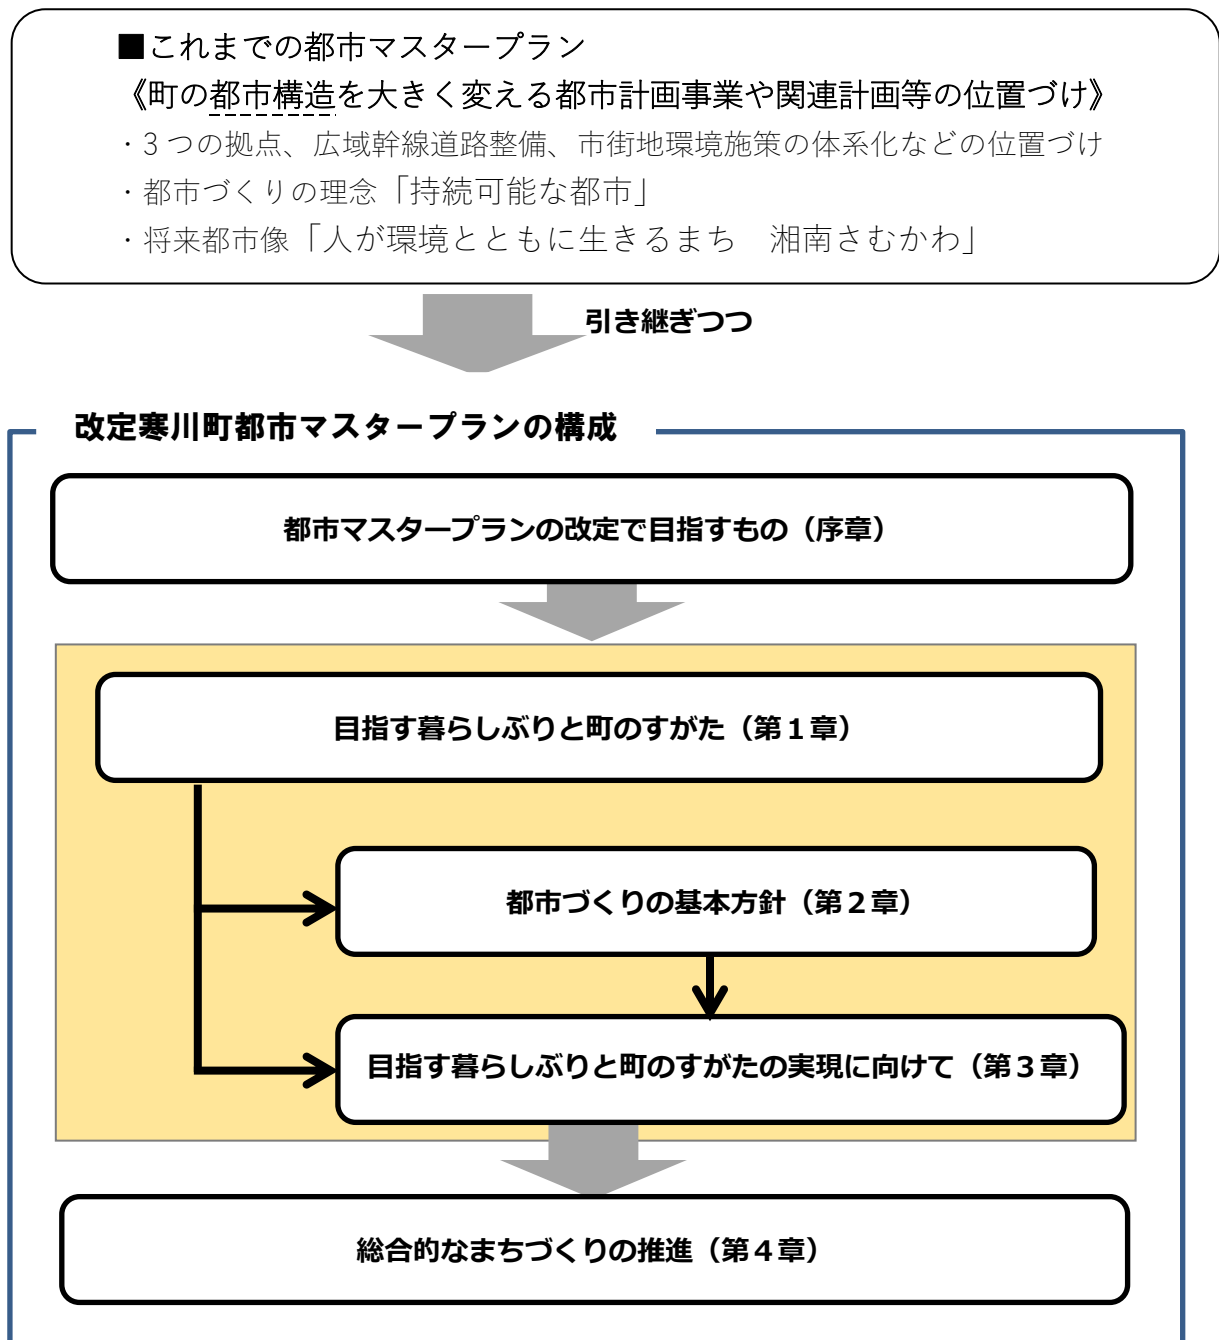 ■これまでの都市マスタープラン
《町の都市構造を大きく変える都市計画事業や関連計画等の位置づけ》
・3つの拠点、広域幹線道路整備、市街地環境施策の体系化などの位置づけ
・都市づくりの理念「持続可能な都市」
・将来都市像「人が環境とともに生きるまち　湘南さむかわ」
引き継ぎつつ
改定寒川町都市マスタープランの構成
都市マスタープランの改定で目指すもの（序章）
目指す暮らしぶりと町のすがた（第１章）
都市づくりの基本方針（第２章）
目指す暮らしぶりと町のすがたの実現に向けて（第３章）
総合的なまちづくりの推進（第４章）